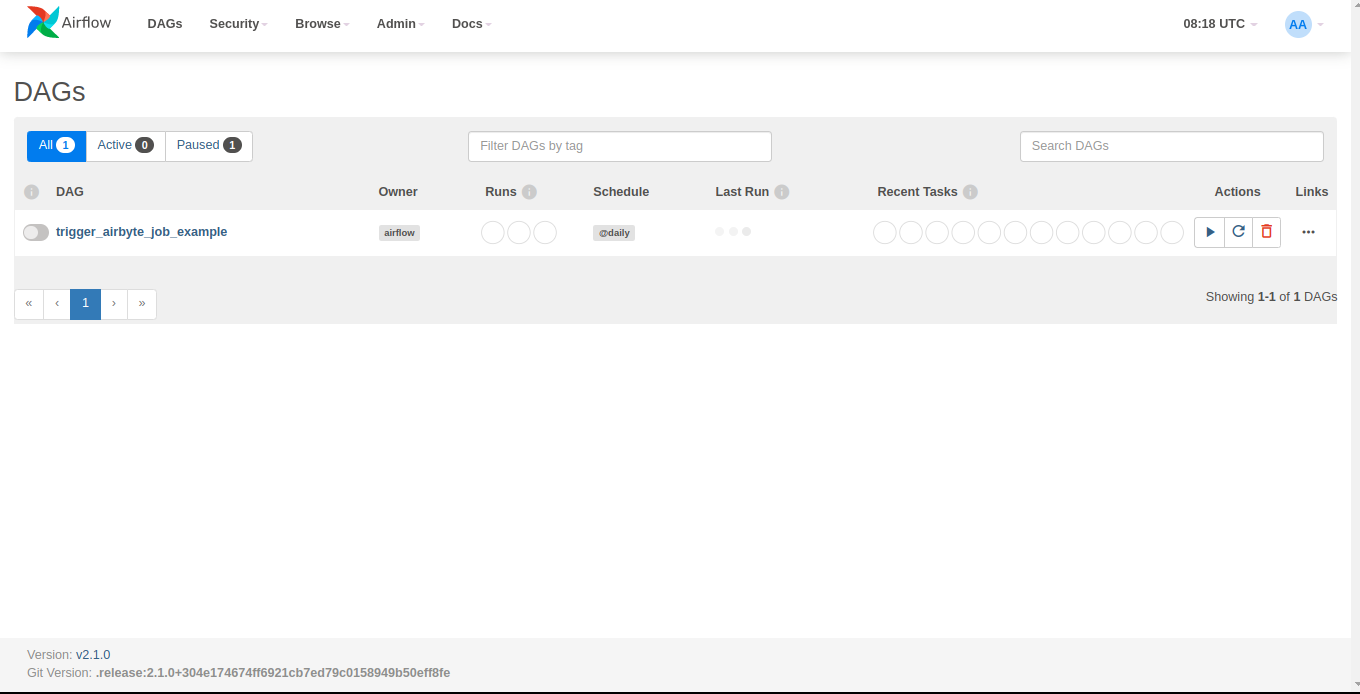 Airflow DAGs Security Browse Admin Docs 08:18 UTC AA
DAGs
All 1 Active 0 Paused 1 Filter DAGs by tag Search DAGs
i DAG Owner Runs i Schedule Last Run i Recent Tasks i Actions Links
trigger_airbyte_job_example airflow @daily
« ‹ 1 › » Showing 1-1 of 1 DAGs
Version: v2.1.0
Git Version: .release:2.1.0+304e174674ff6921cb7ed79c0158949b50eff8fe